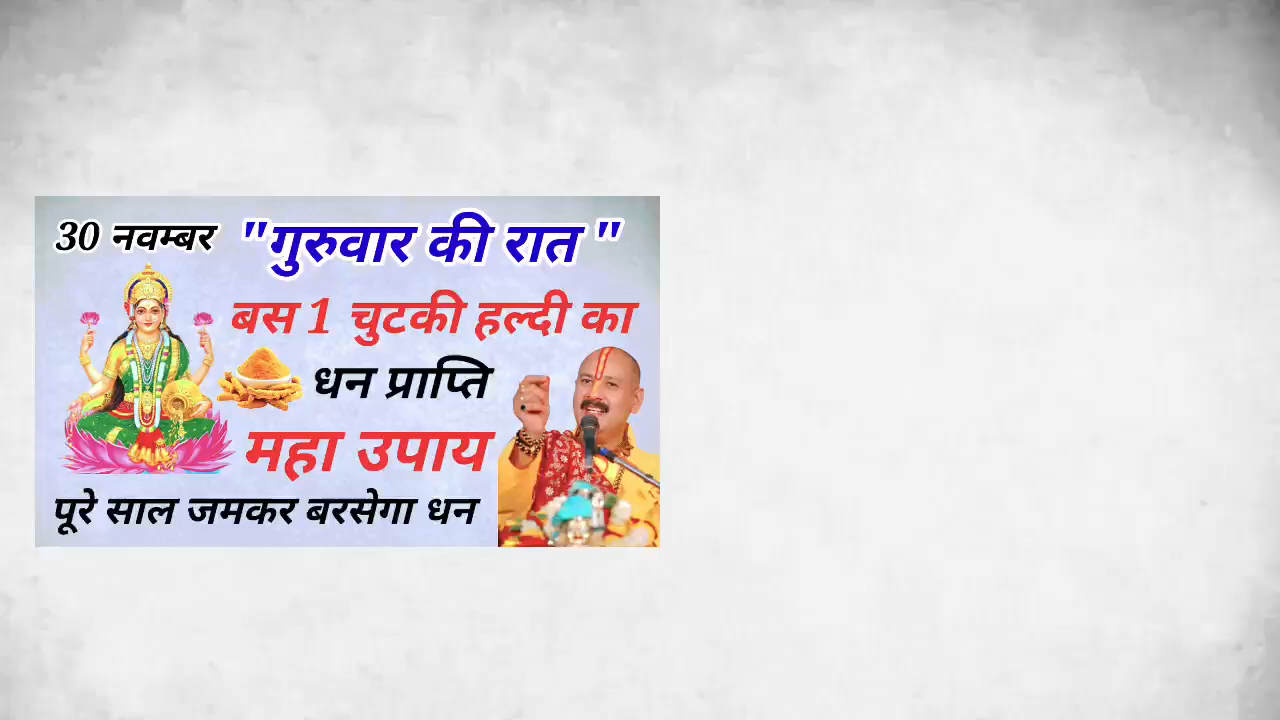 30 नवम्बर "गुरुवार की रात "
बस 1 चुटकी हल्दी का
धन प्राप्ति
महा उपाय
पूरे साल जमकर बरसेगा धन